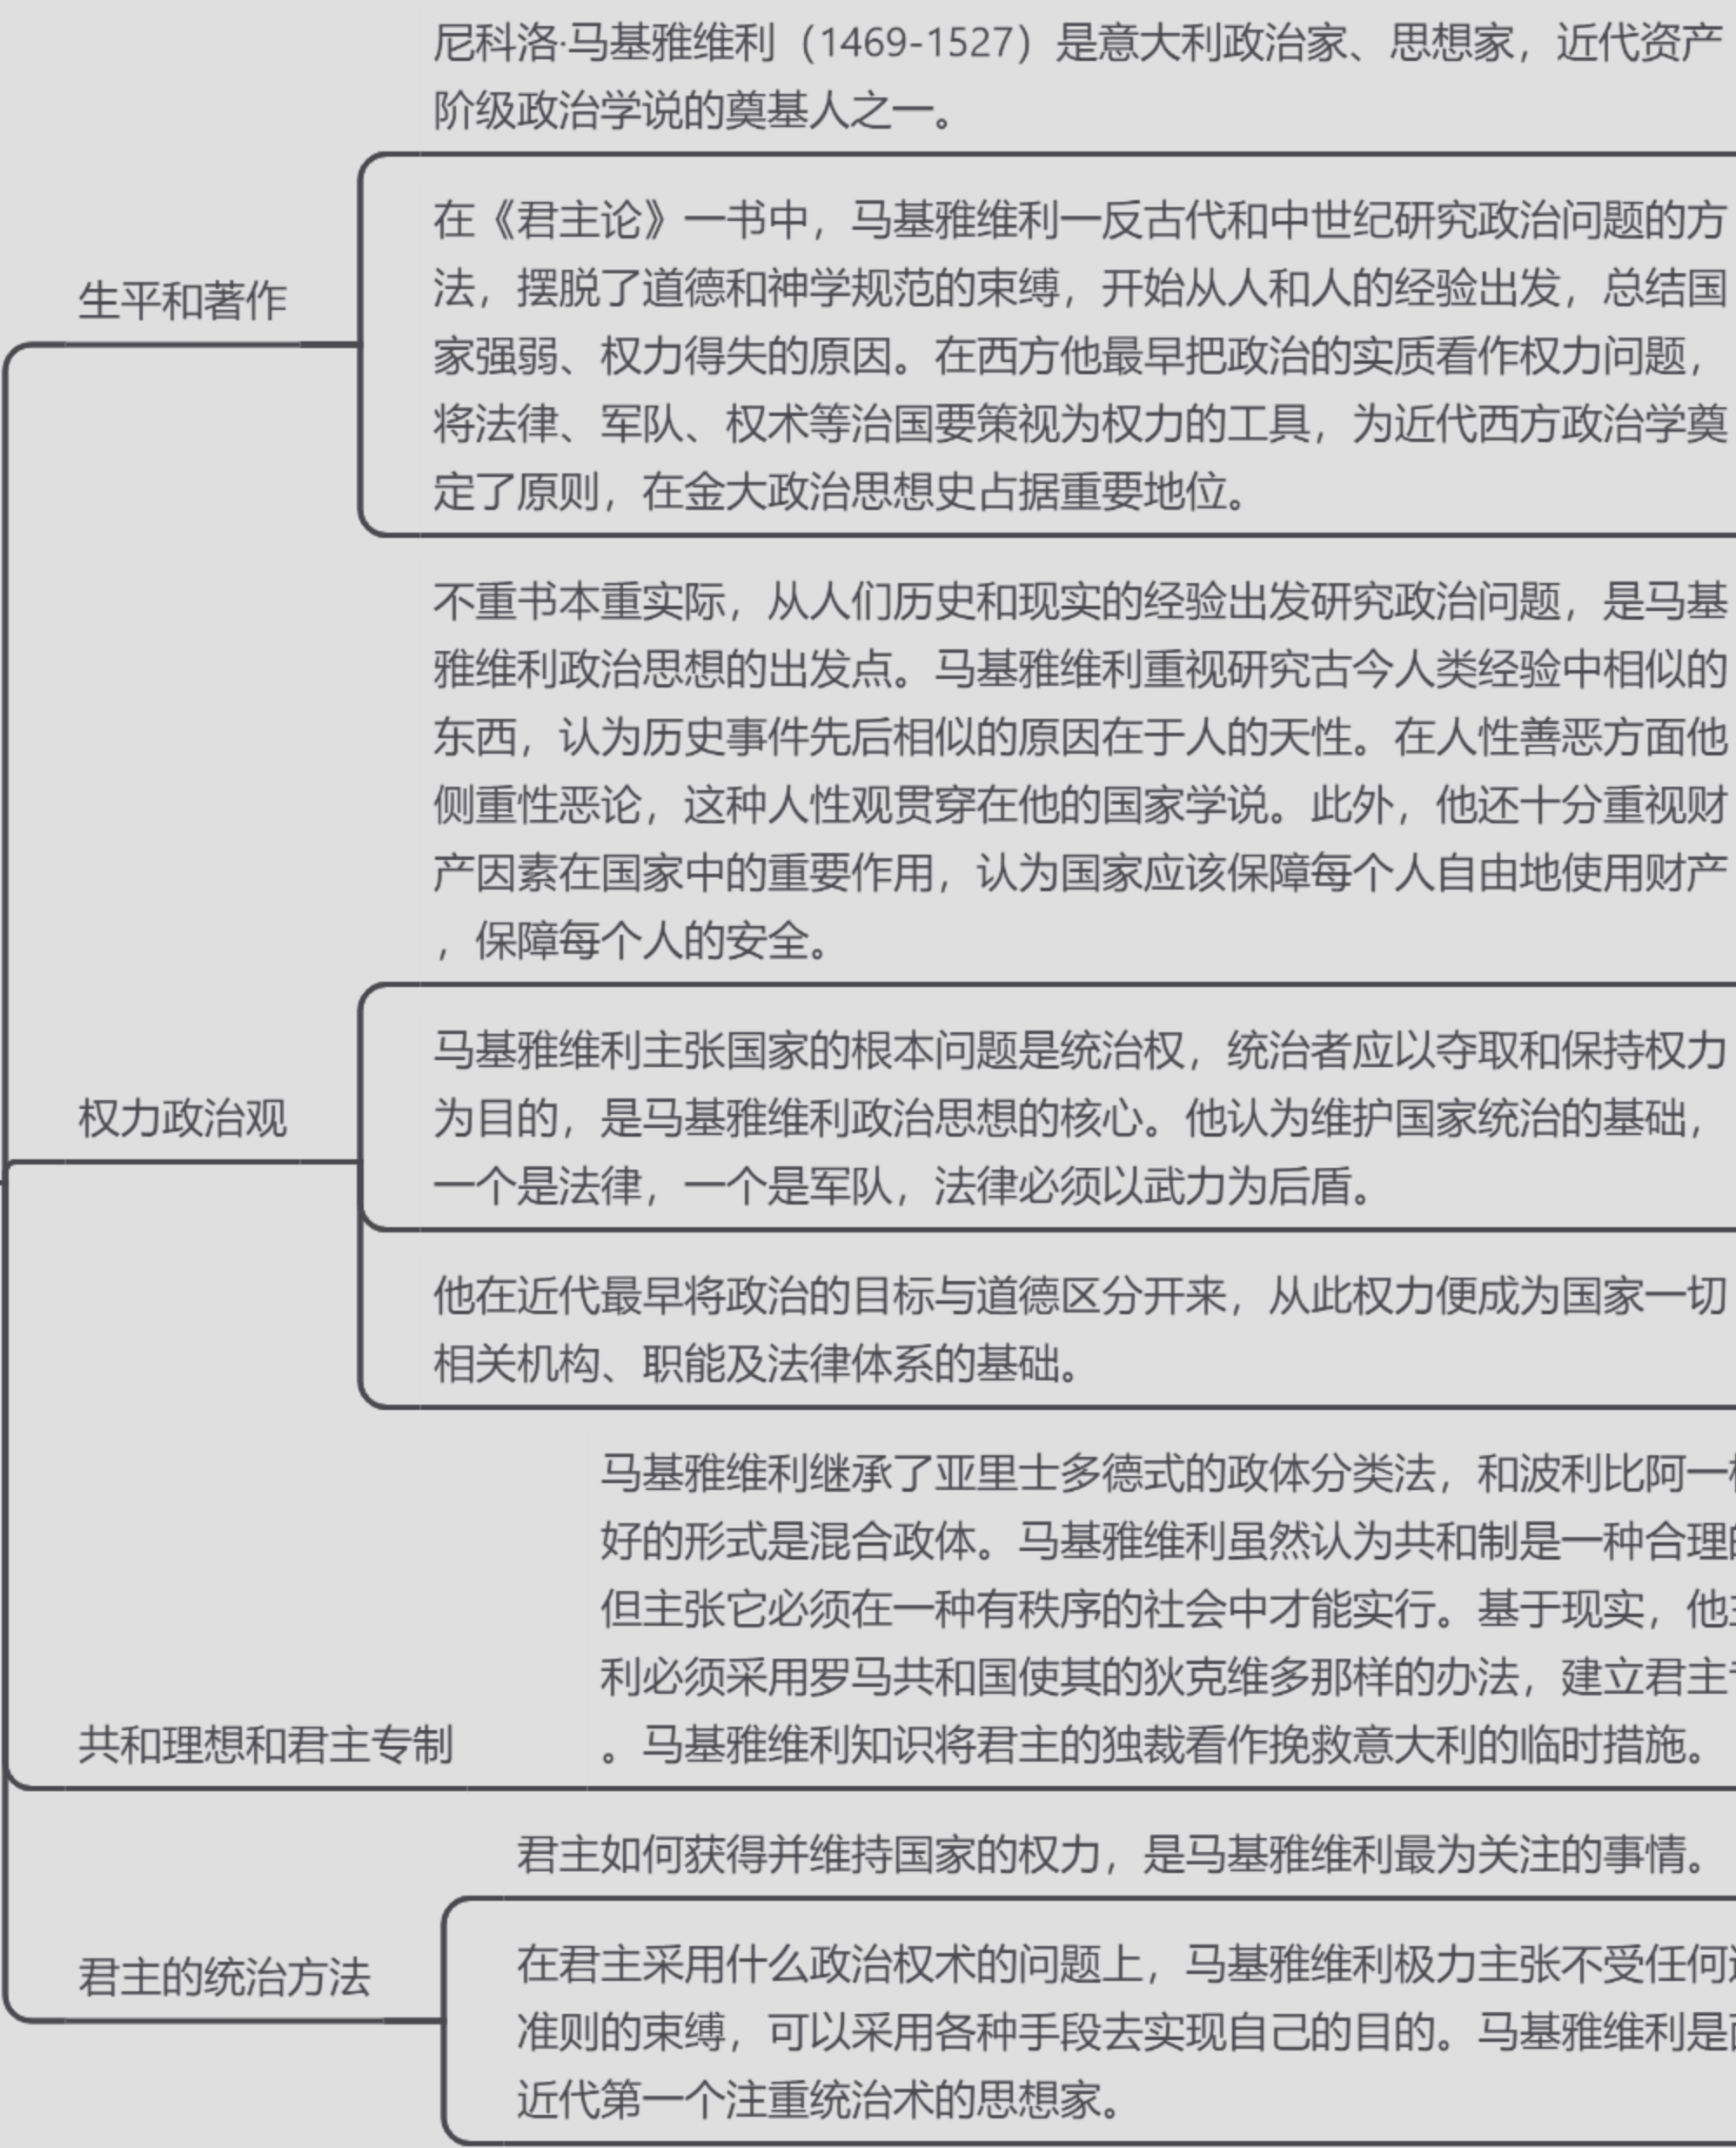 尼科洛·马基雅维利（1469-1527）是意大利政治家、思想家，近代资产
阶级政治学说的奠基人之一。
生平和著作
在《君主论》一书中，马基雅维利一反古代和中世纪研究政治问题的方
法，摆脱了道德和神学规范的束缚，开始从人和人的经验出发，总结国
家强弱、权力得失的原因。在西方他最早把政治的实质看作权力问题，
将法律、军队、权术等治国要策视为权力的工具，为近代西方政治学奠
定了原则，在金大政治思想史占据重要地位。
不重书本重实际，从人们历史和现实的经验出发研究政治问题，是马基
雅维利政治思想的出发点。马基雅维利重视研究古今人类经验中相似的
东西，认为历史事件先后相似的原因在于人的天性。在人性善恶方面他
侧重性恶论，这种人性观贯穿在他的国家学说。此外，他还十分重视财
产因素在国家中的重要作用，认为国家应该保障每个人自由地使用财产
，保障每个人的安全。
权力政治观
马基雅维利主张国家的根本问题是统治权，统治者应以夺取和保持权力
为目的，是马基雅维利政治思想的核心。他认为维护国家统治的基础，
一个是法律，一个是军队，法律必须以武力为后盾。
他在近代最早将政治的目标与道德区分开来，从此权力便成为国家一切
相关机构、职能及法律体系的基础。
共和理想和君主专制
马基雅维利继承了亚里士多德式的政体分类法，和波利比阿一
好的形式是混合政体。马基雅维利虽然认为共和制是一种合理
但主张它必须在一种有秩序的社会中才能实行。基于现实，他
利必须采用罗马共和国使其的狄克维多那样的办法，建立君主
。马基雅维利知识将君主的独裁看作挽救意大利的临时措施。
君主的统治方法
君主如何获得并维持国家的权力，是马基雅维利最为关注的事情。
在君主采用什么政治权术的问题上，马基雅维利极力主张不受任何
准则的束缚，可以采用各种手段去实现自己的目的。马基雅维利是
近代第一个注重统治术的思想家。